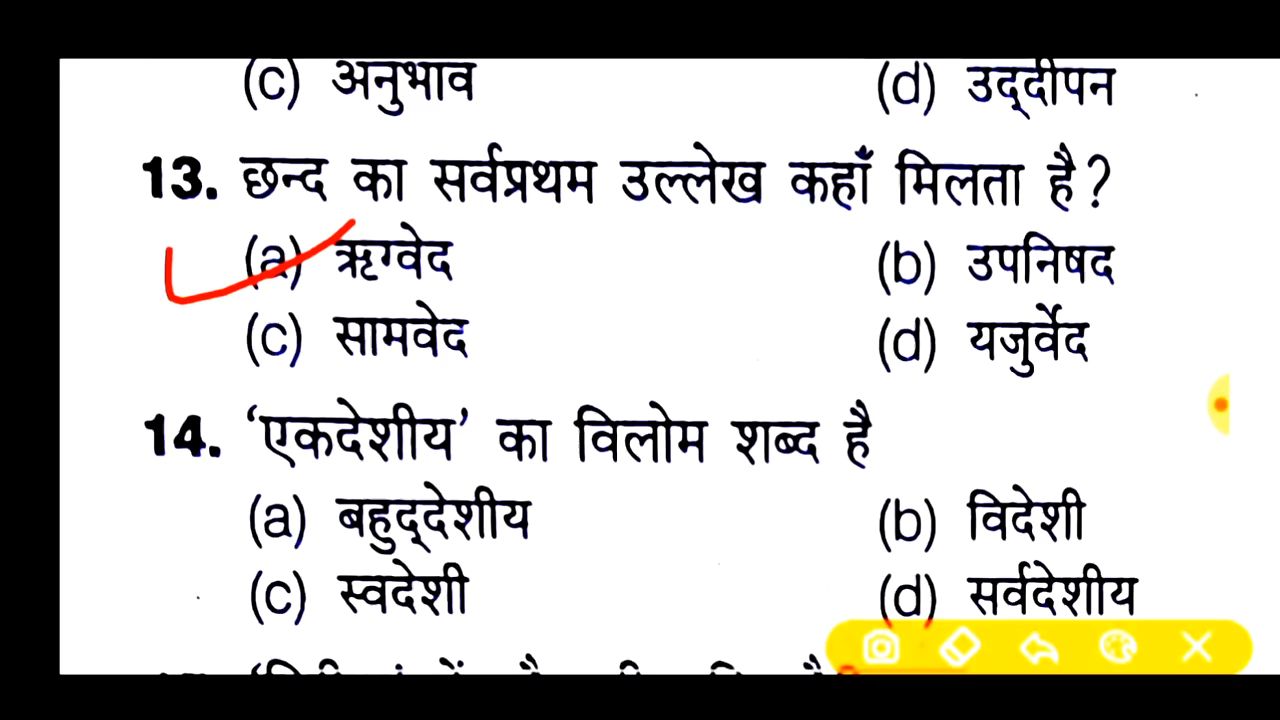 (c) अनुभाव (d) उद्‌दीपन
13. छन्द का सर्वप्रथम उल्लेख कहाँ मिलता है?
(a) ऋग्वेद (b) उपनिषद
(c) सामवेद (d) यजुर्वेद
14. ‘एकदेशीय’ का विलोम शब्द है
(a) बहुद्‌देशीय (b) विदेशी
(c) स्वदेशी (d) सर्वदेशीय